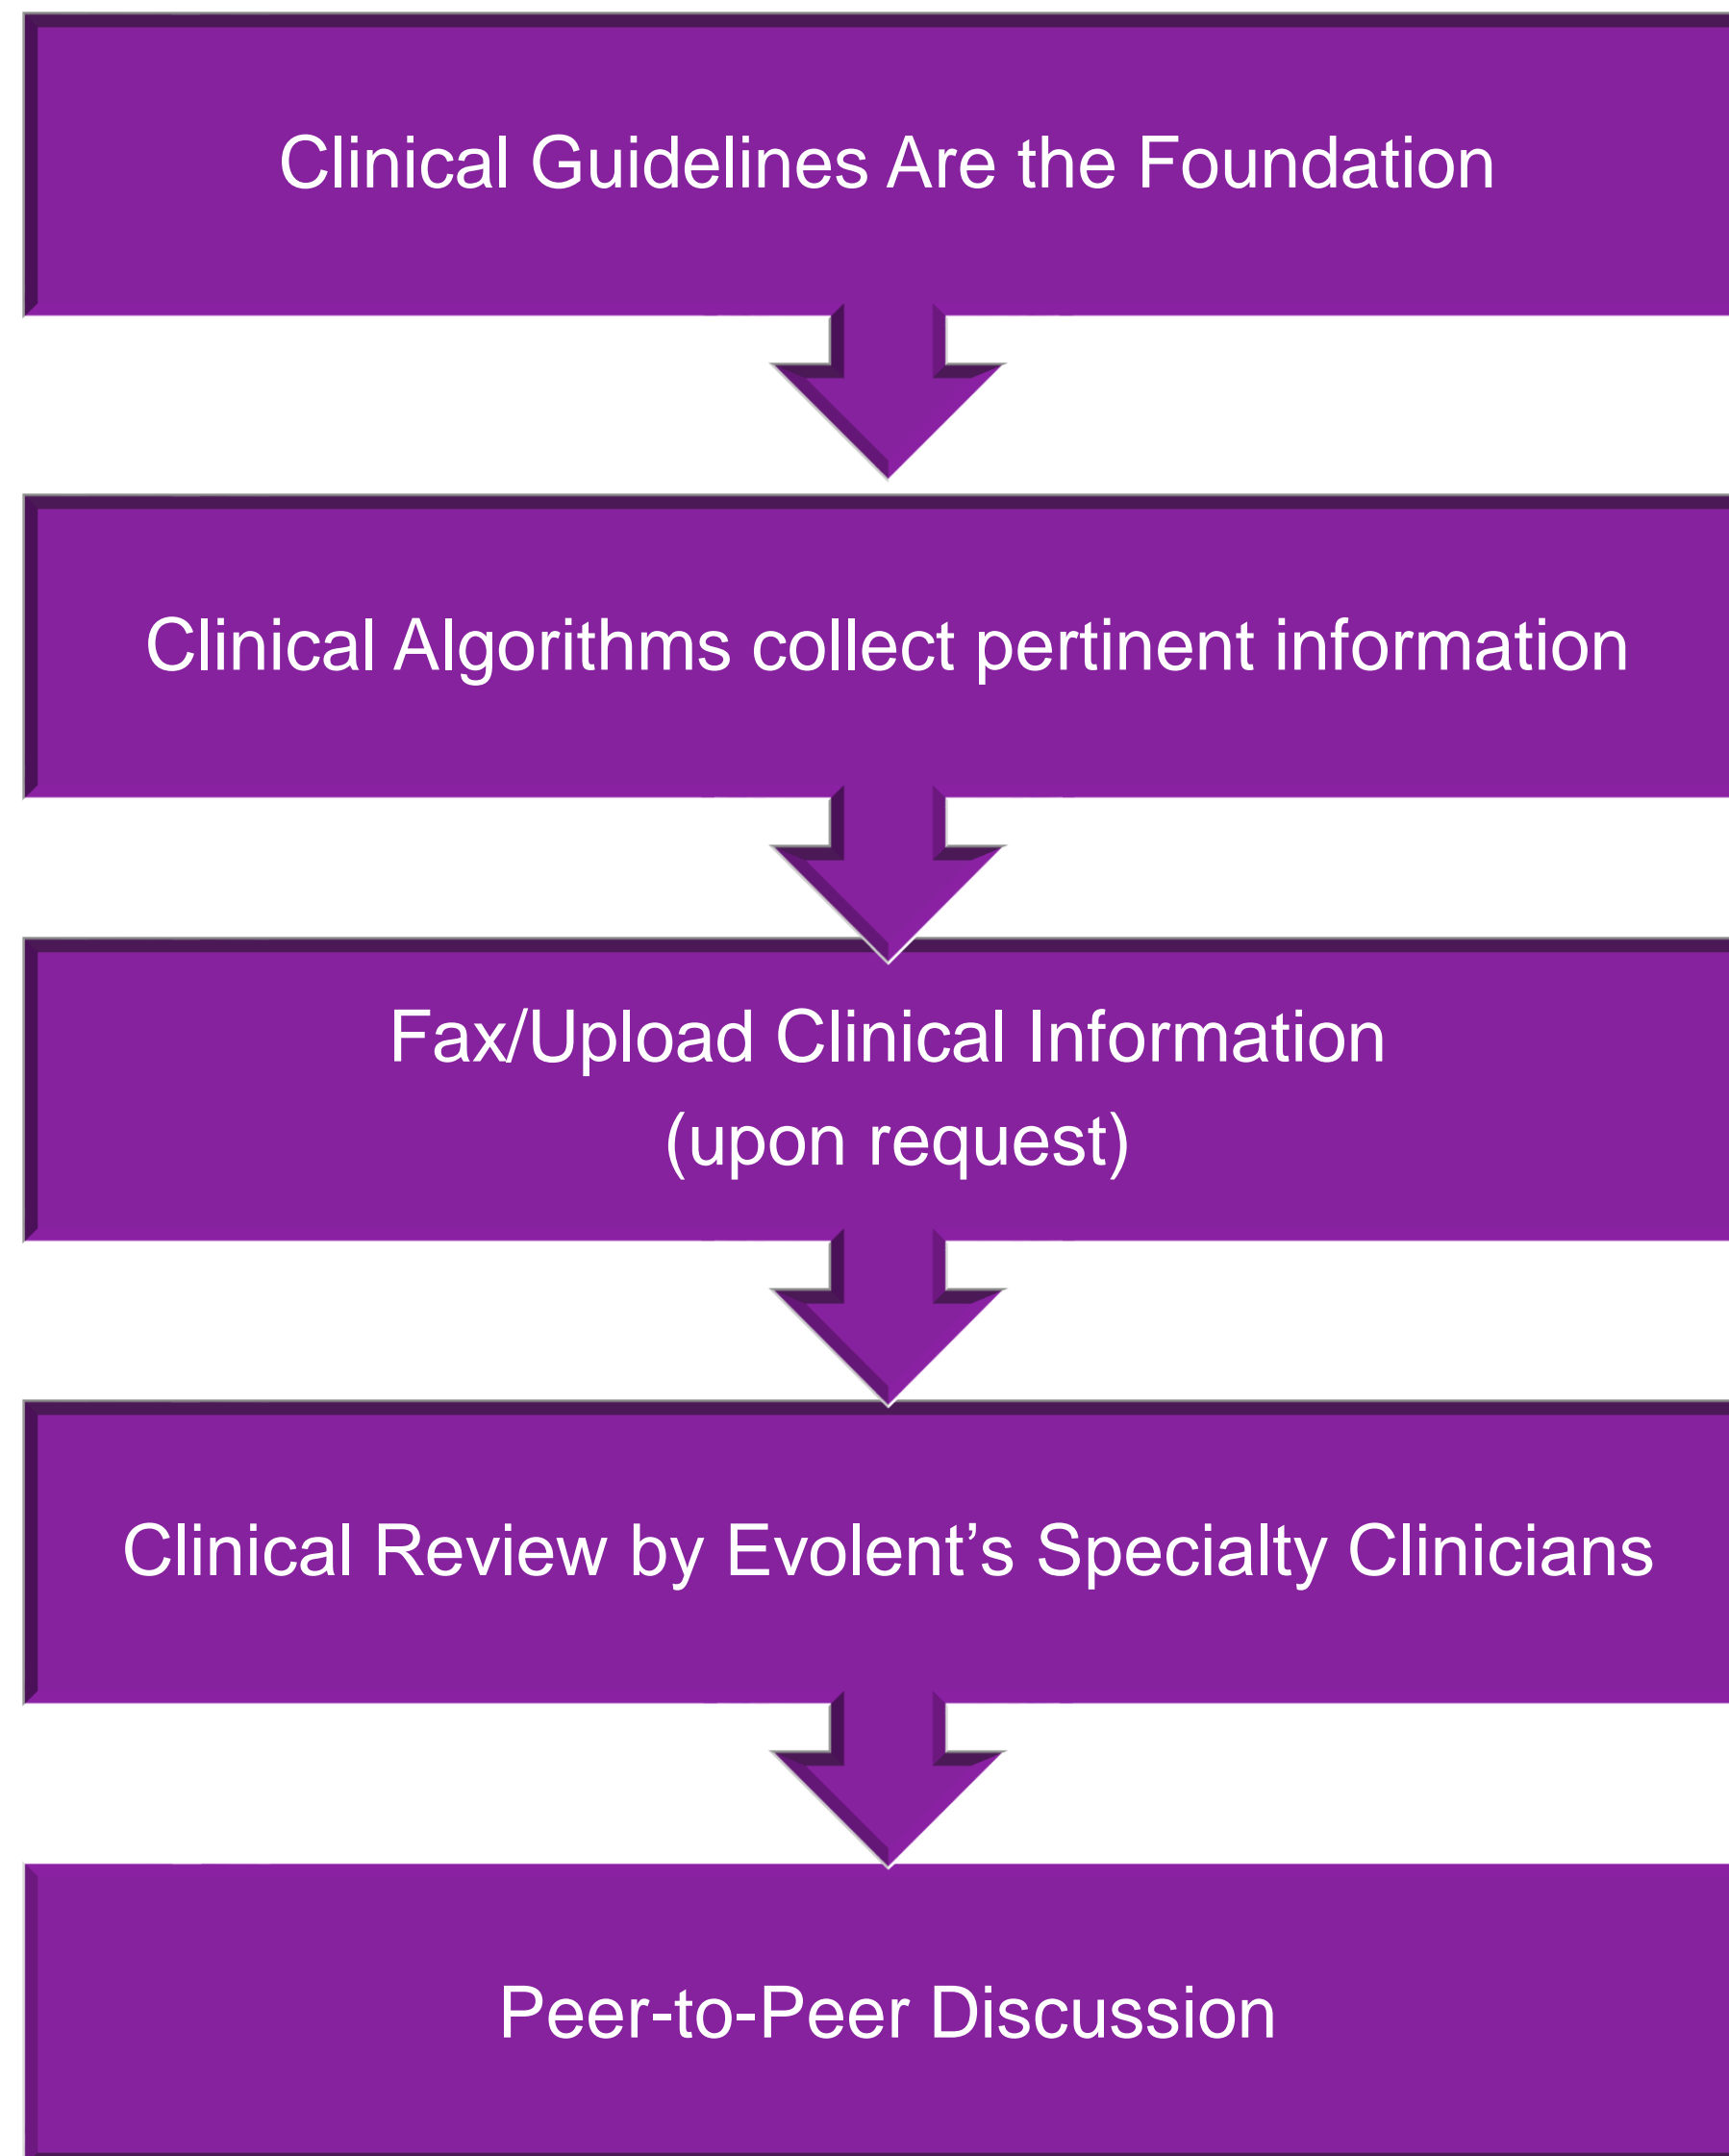 Clinical Guidelines Are the Foundation
Clinical Algorithms collect pertinent information
Fax/Upload Clinical Information
(upon request)
Clinical Review by Evolent’s Specialty Clinicians
Peer-to-Peer Discussion